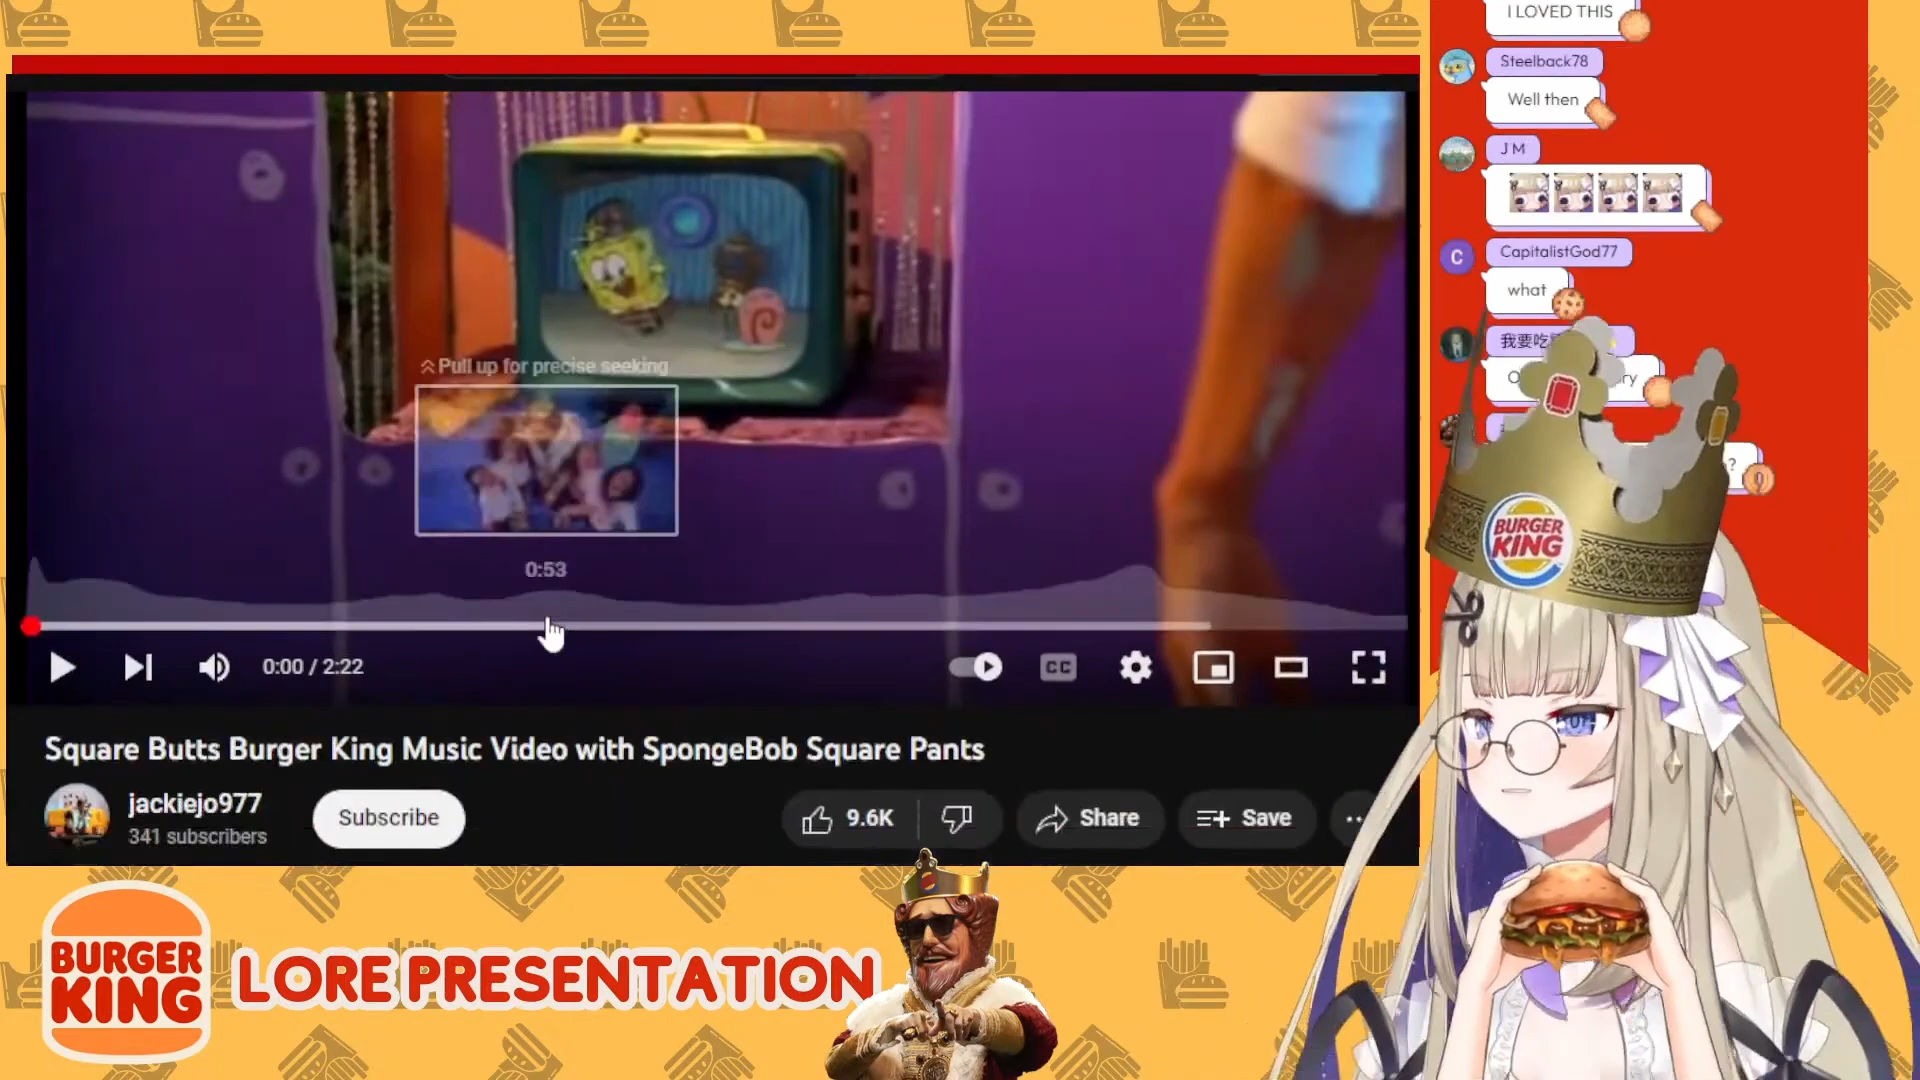 I LOVED THIS
Steelback78
Well then
J M
CapitalistGod77
C
what
我要吃
ry
?
Pull up for precise seeking
0:53
0:00 / 2:22
CC
Square Butts Burger King Music Video with SpongeBob Square Pants
jackiejo977
341 subscribers
Subscribe
9.6K
Share
Save
BURGER
KING
BURGER
KING
LORE PRESENTATION